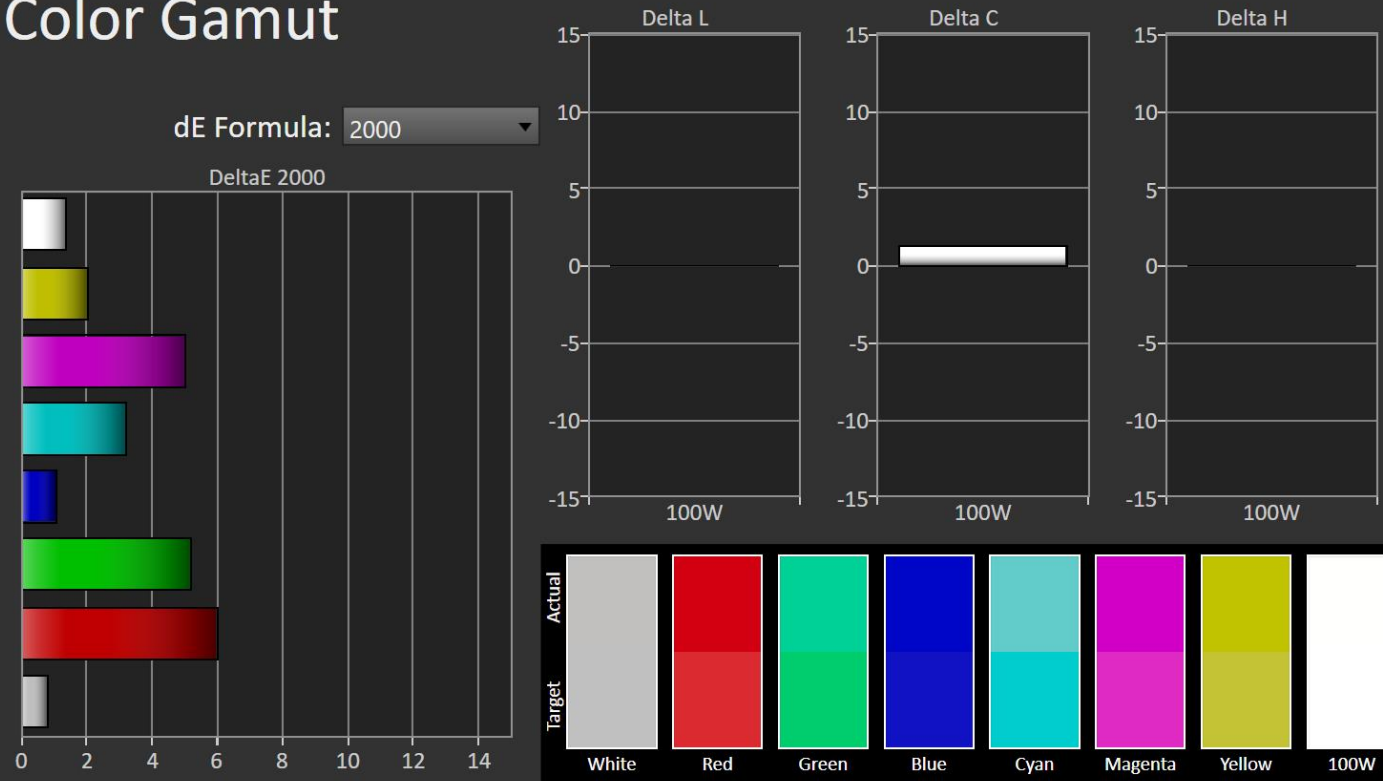 Color Gamut
dE Formula: 2000
DeltaE 2000
0 2 4 6 8 10 12 14
Delta L
15
10
5
0
-5
-10
-15
100W
Delta C
15
10
5
0
-5
-10
-15
100W
Delta H
15
10
5
0
-5
-10
-15
100W
Actual
Target
White Red Green Blue Cyan Magenta Yellow 100W